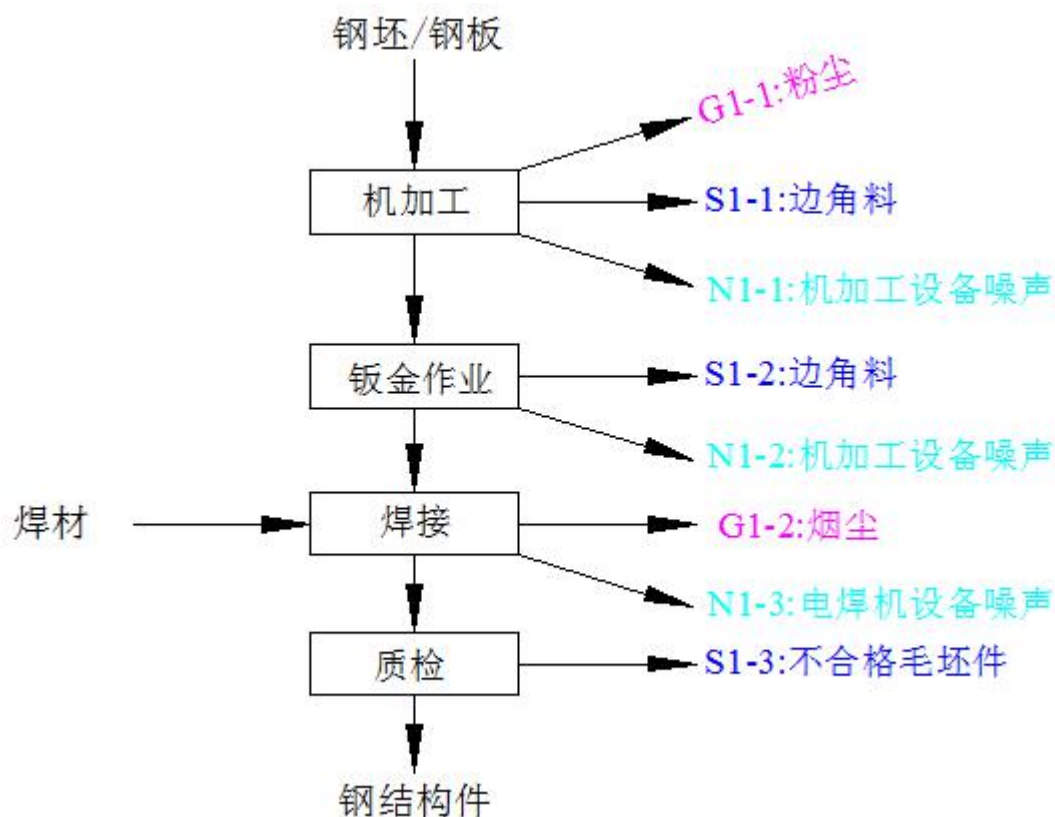 钢坯/钢板
G1-1:粉尘
机加工
S1-1:边角料
N1-1:机加工设备噪声
钣金作业
S1-2:边角料
N1-2:机加工设备噪声
焊材
焊接
G1-2:烟尘
N1-3:电焊机设备噪声
质检
S1-3:不合格毛坯件
钢结构件